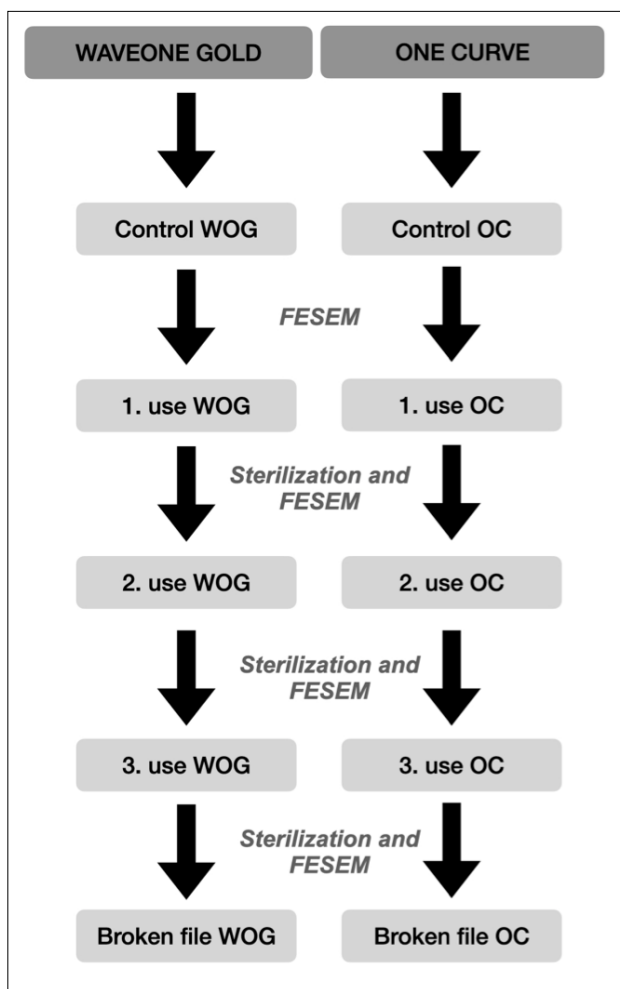 WAVEONE GOLD
ONE CURVE
Control WOG
Control OC
FESEM
1. use WOG
1. use OC
Sterilization and
FESEM
2. use WOG
2. use OC
Sterilization and
FESEM
3. use WOG
3. use OC
Sterilization and
FESEM
Broken file WOG
Broken file OC